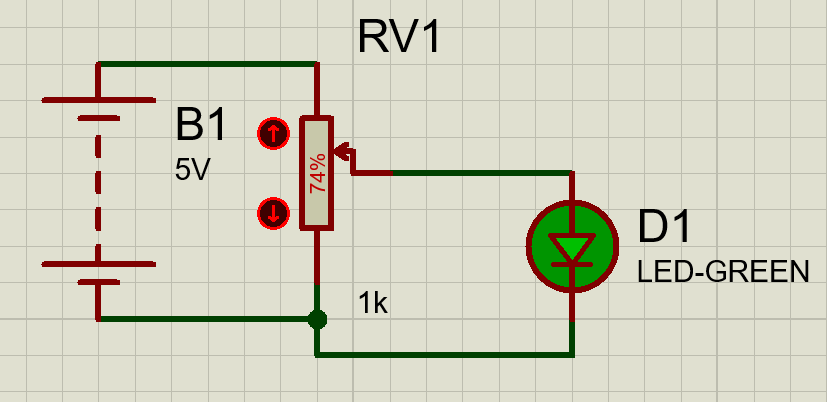 RV1
B1
5V
74%
1k
D1
LED-GREEN